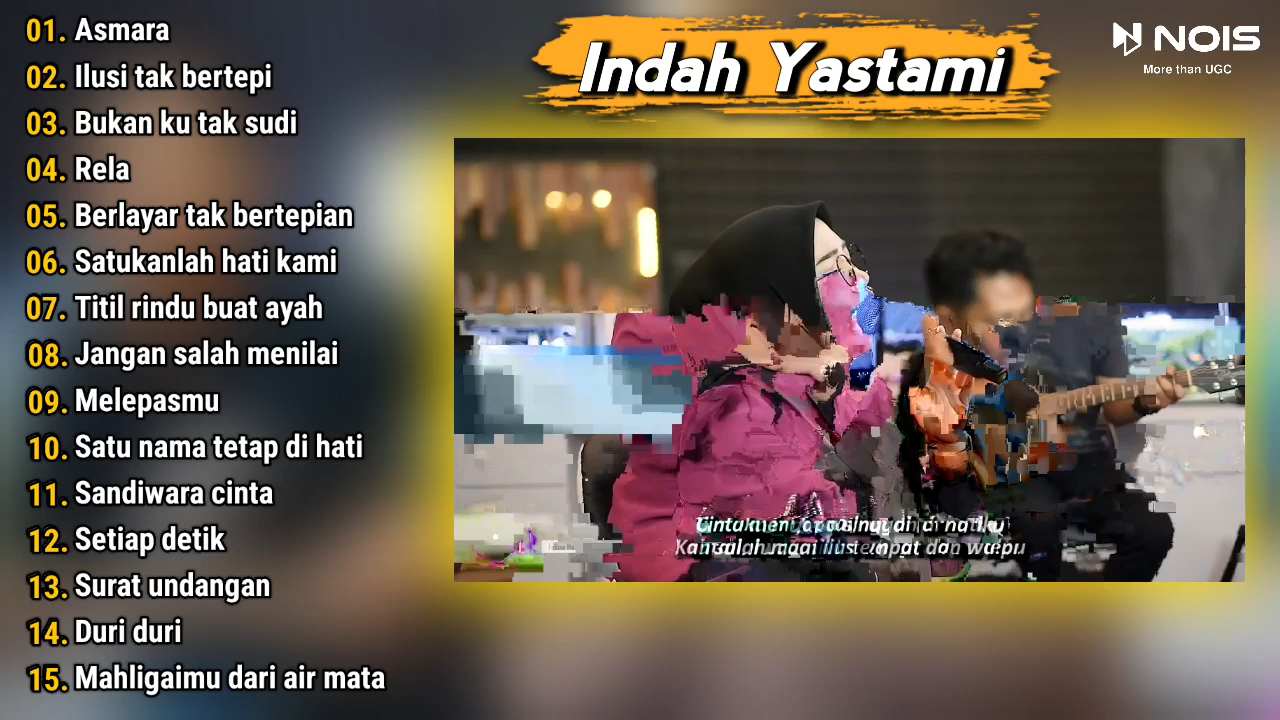 01. Asmara
02. Ilusi tak bertepi
03. Bukan ku tak sudi
04. Rela
05. Berlayar tak bertepian
06. Satukanlah hati kami
07. Titil rindu buat ayah
08. Jangan salah menilai
09. Melepasmu
10. Satu nama tetap di hati
11. Sandiwara cinta
12. Setiap detik
13. Surat undangan
14. Duri duri
15. Mahligaimu dari air mata
Indah Yastami
NOIS
More than UGC